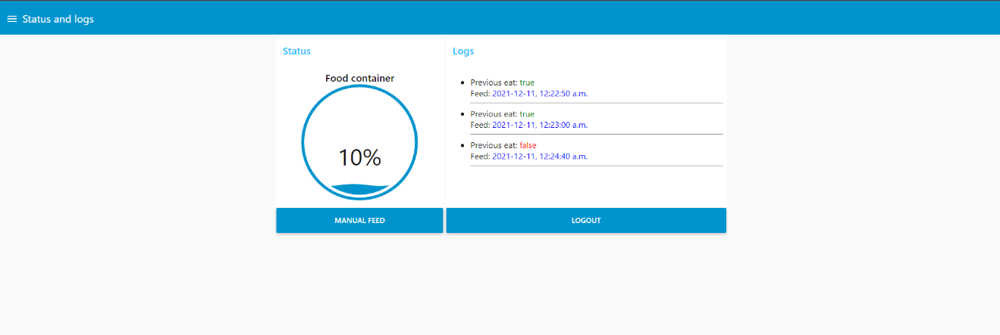 Status and logs
Status
Food container
10%
MANUAL FEED
Logs
Previous eat: true
Feed: 2021-12-11, 12:22:50 a.m.
Previous eat: true
Feed: 2021-12-11, 12:23:00 a.m.
Previous eat: false
Feed: 2021-12-11, 12:24:40 a.m.
LOGOUT